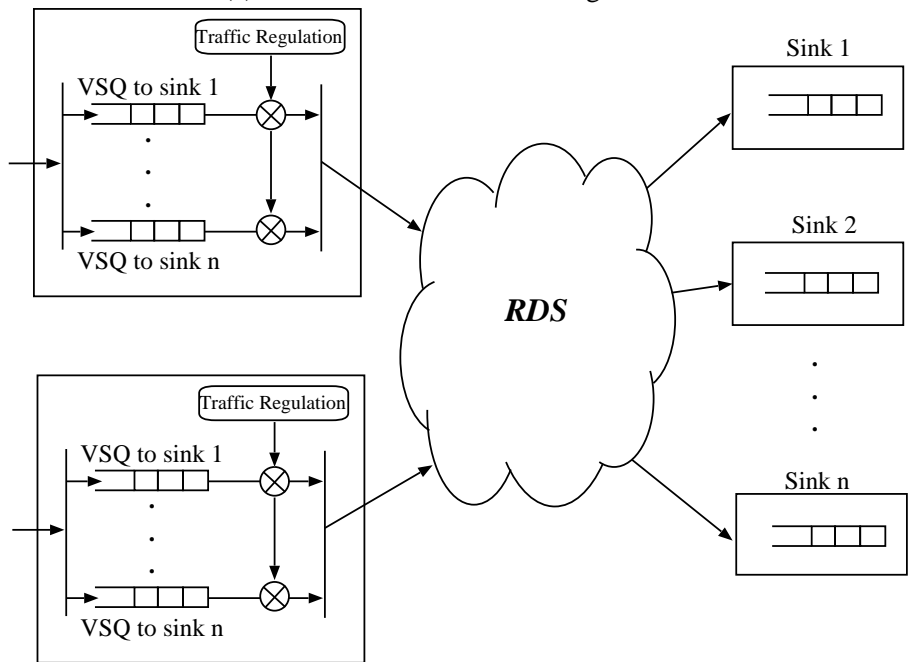 Traffic Regulation
VSQ to sink 1
VSQ to sink n
Traffic Regulation
VSQ to sink 1
VSQ to sink n
RDS
Sink 1
Sink 2
Sink n